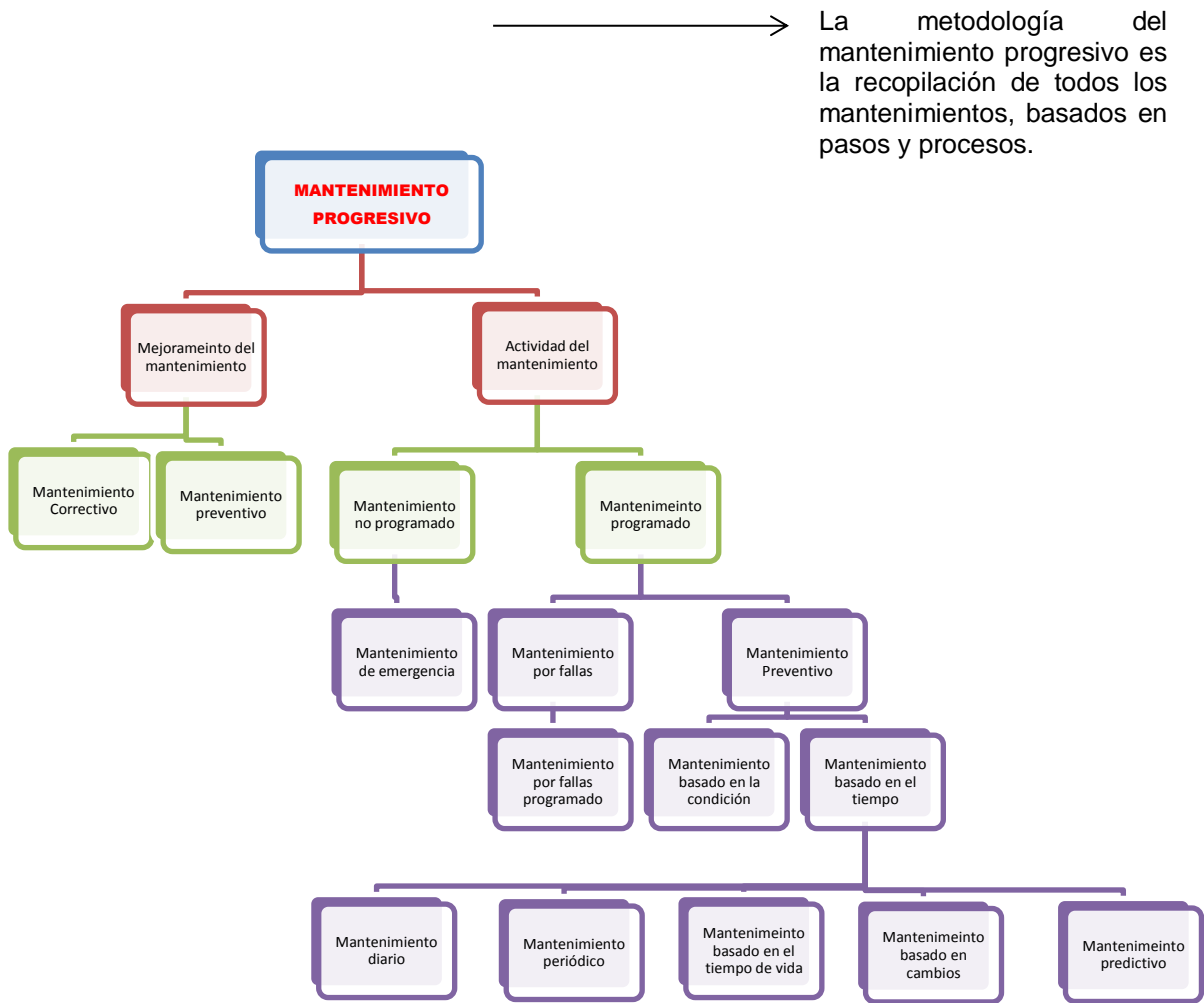 La metodología del
mantenimiento progresivo es
la recopilación de todos los
mantenimientos, basados en
pasos y procesos.
MANTENIMIENTO
PROGRESIVO
Mejorameinto del
mantenimiento
Actividad del
mantenimiento
Mantenimiento
Correctivo
Mantenimiento
preventivo
Mantenimiento
no programado
Mantenimeinto
programado
Mantenimiento
de emergencia
Mantenimiento
por fallas
Mantenimiento
Preventivo
Mantenimiento
por fallas
programado
Mantenimiento
basado en la
condición
Mantenimiento
basado en el
tiempo
Mantenimiento
diario
Mantenimiento
periódico
Mantenimeinto
basado en el
tiempo de vida
Mantenimeinto
basado en
cambios
Mantenimeinto
predictivo